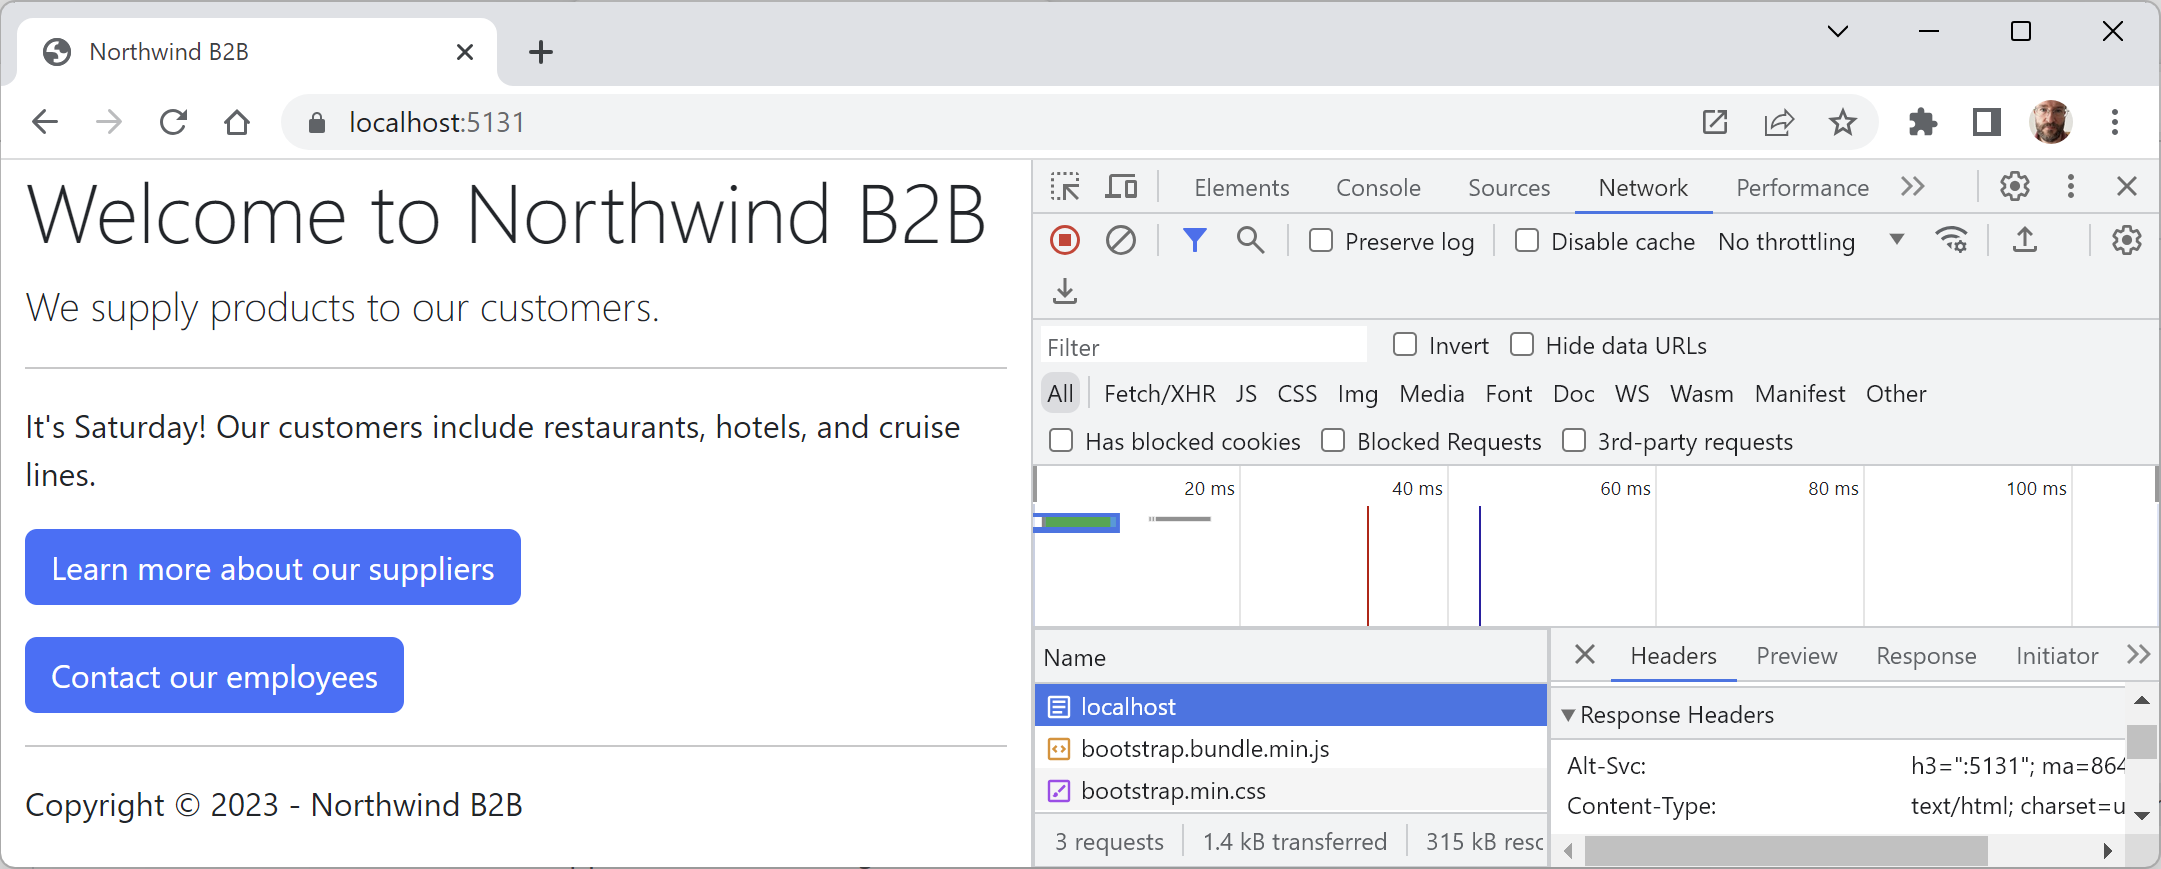 Northwind B2B
localhost:5131
Welcome to Northwind B2B
We supply products to our customers.
It's Saturday! Our customers include restaurants, hotels, and cruise
lines.
Learn more about our suppliers
Contact our employees
Copyright © 2023 - Northwind B2B
Elements Console Sources Network Performance
Preserve log Disable cache No throttling
Filter Invert Hide data URLs
All Fetch/XHR JS CSS Img Media Font Doc WS Wasm Manifest Other
Has blocked cookies Blocked Requests 3rd-party requests
20 ms 40 ms 60 ms 80 ms 100 ms
Name
localhost
bootstrap.bundle.min.js
bootstrap.min.css
3 requests 1.4 kB transferred 315 kB resc
Headers Preview Response Initiator
Response Headers
Alt-Svc: h3=":5131"; ma=864
Content-Type: text/html; charset=u